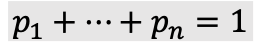 p₁ + ⋯ + pₙ = 1